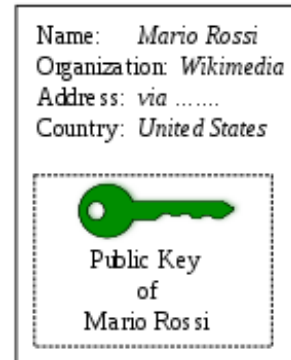 Name: Mario Rossi
Organization: Wikimedia
Address: via .......
Country: United States
Public Key
of
Mario Rossi